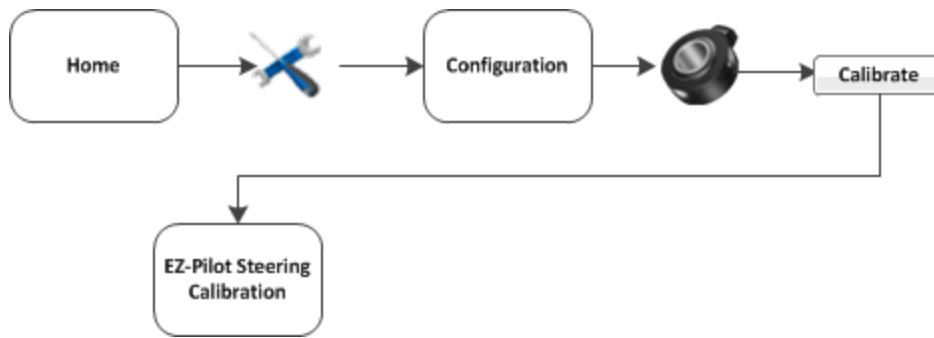 Home
Configuration
Calibrate
EZ-Pilot Steering
Calibration